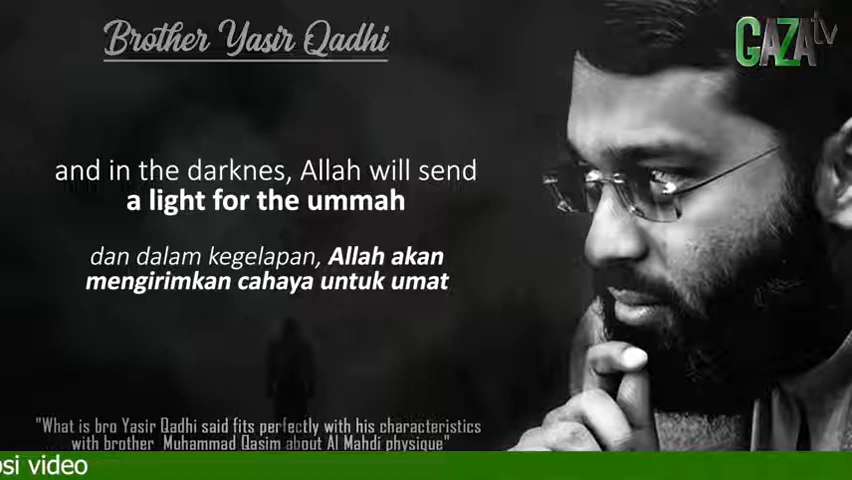 Brother Yasir Qadhi
GAZAtv
and in the darknes, Allah will send
a light for the ummah
dan dalam kegelapan, Allah akan
mengirimkan cahaya untuk umat
"What is bro Yasir Qadhi said fits perfectly with his characteristics
with brother Muhammad Qasim about Al Mahdi physique"
osi video